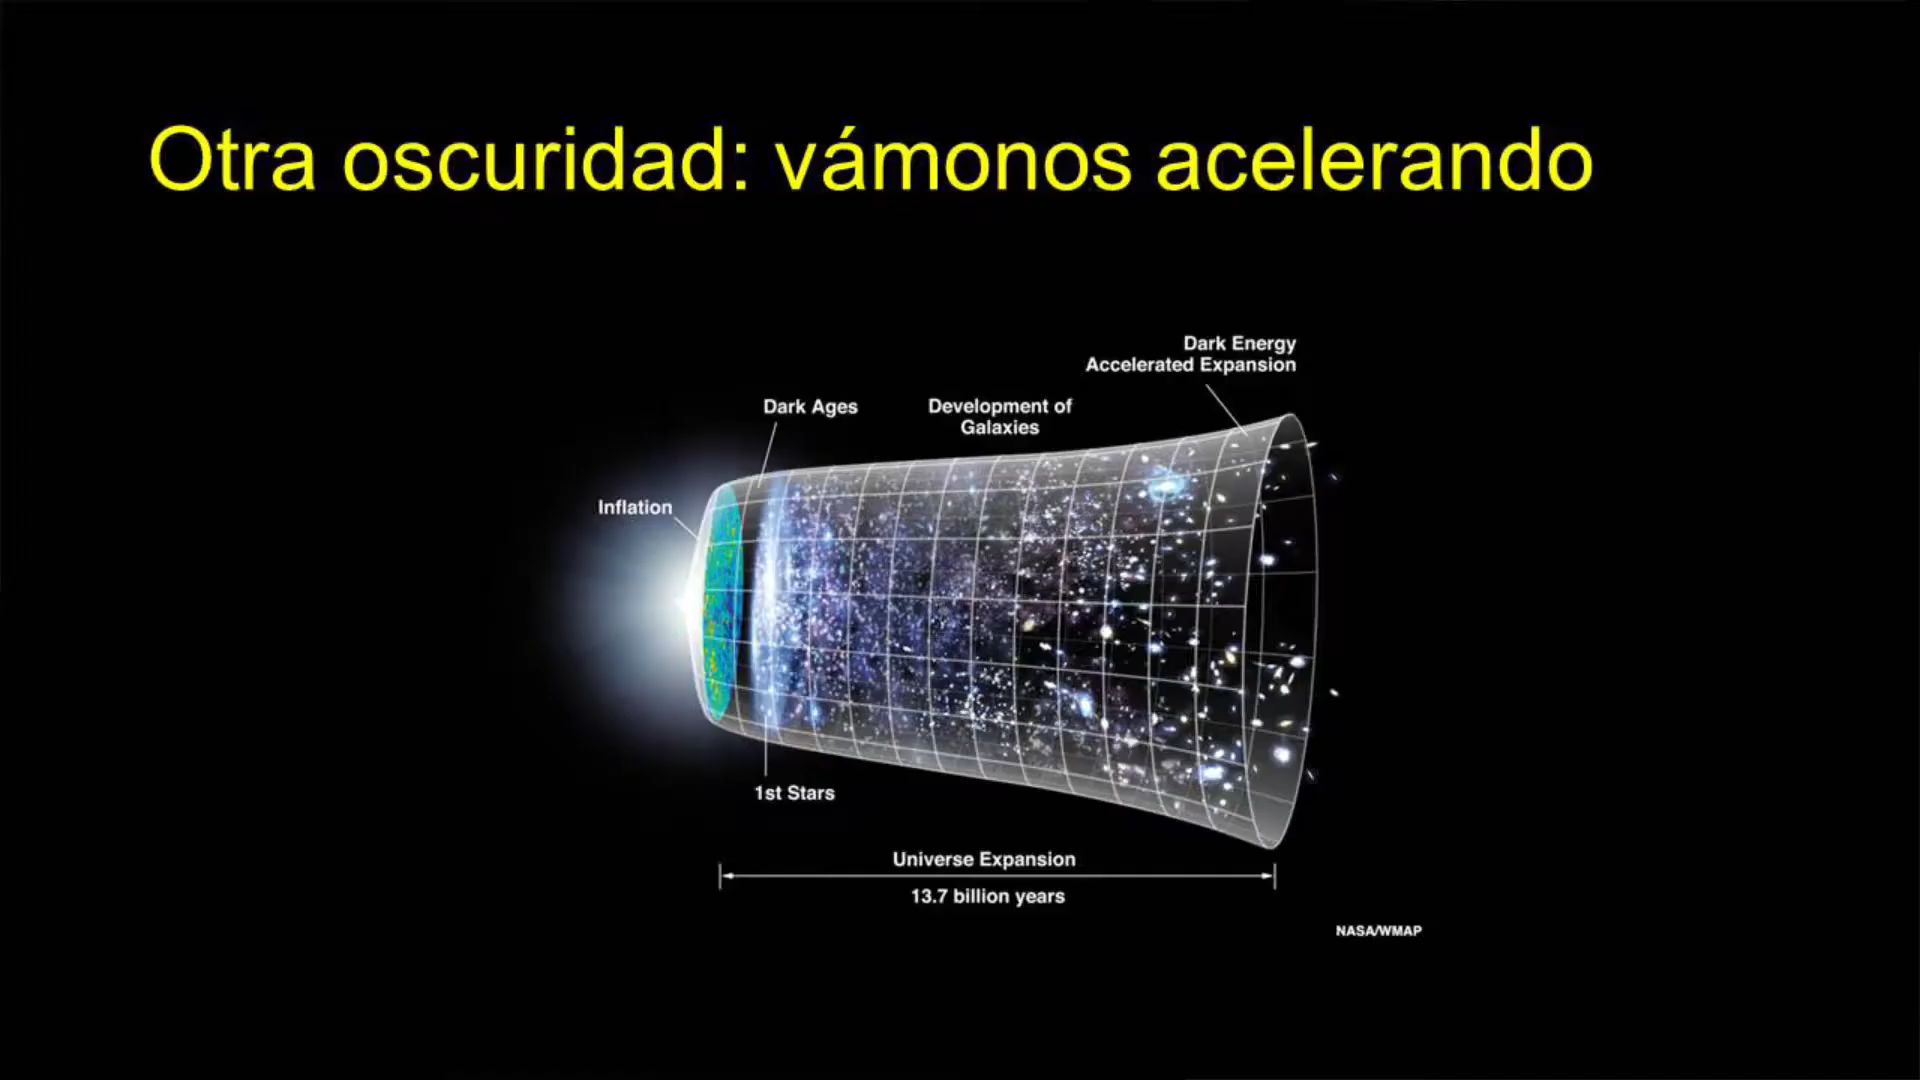 Otra oscuridad: vámonos acelerando
Dark Energy
Accelerated Expansion
Dark Ages
Development of
Galaxies
Inflation
1st Stars
Universe Expansion
13.7 billion years
NASA/WMAP